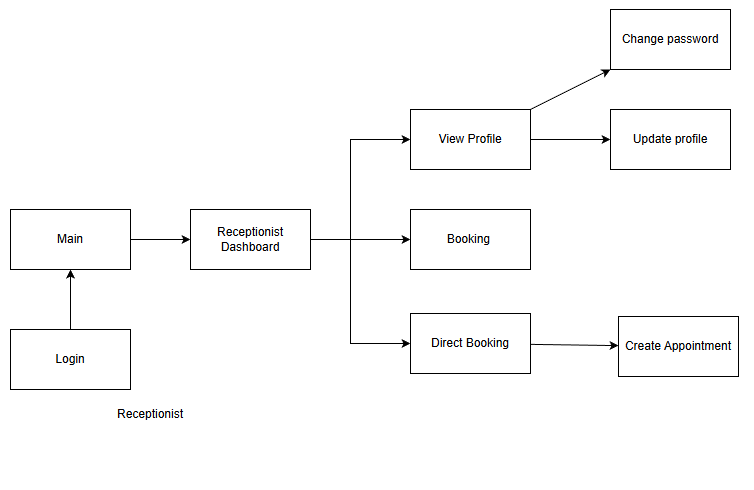 Change password
View Profile
Update profile
Main
Receptionist
Dashboard
Booking
Direct Booking
Create Appointment
Login
Receptionist